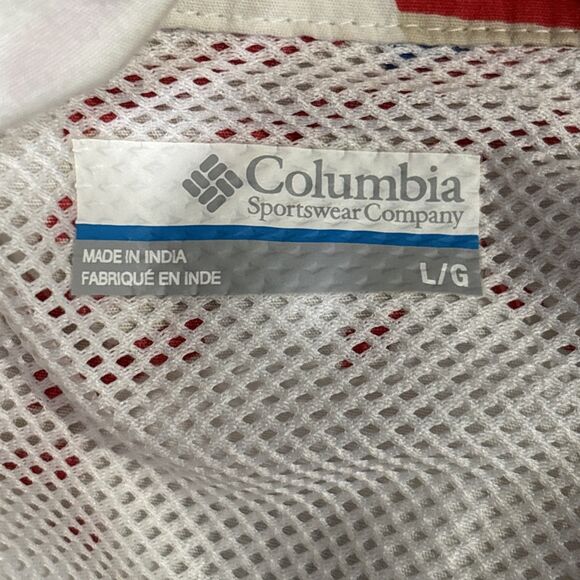 Columbia
Sportswear Company
MADE IN INDIA
FABRIQUÉ EN INDE
L/G